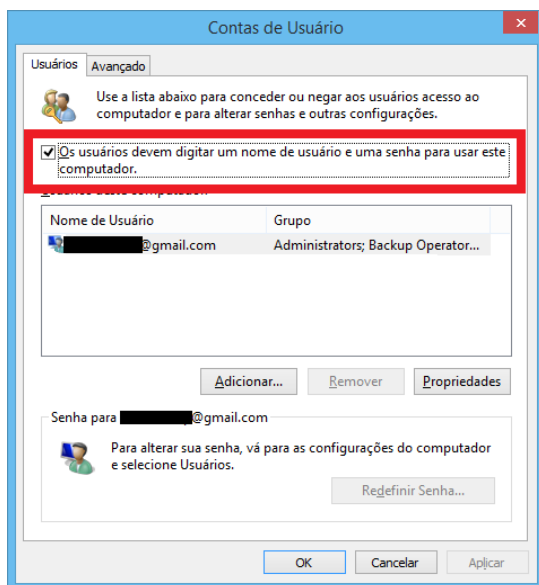 Contas de Usuário
Usuários
Avançado
Use a lista abaixo para conceder ou negar aos usuários acesso ao
computador e para alterar senhas e outras configurações.
Os usuários devem digitar um nome de usuário e uma senha para usar este
computador.
Nome de Usuário
Grupo
@gmail.com
Administrators; Backup Operator...
Adicionar...
Remover
Propriedades
Senha para @gmail.com
Para alterar sua senha, vá para as configurações do computador
e selecione Usuários.
Redefinir Senha...
OK
Cancelar
Aplicar